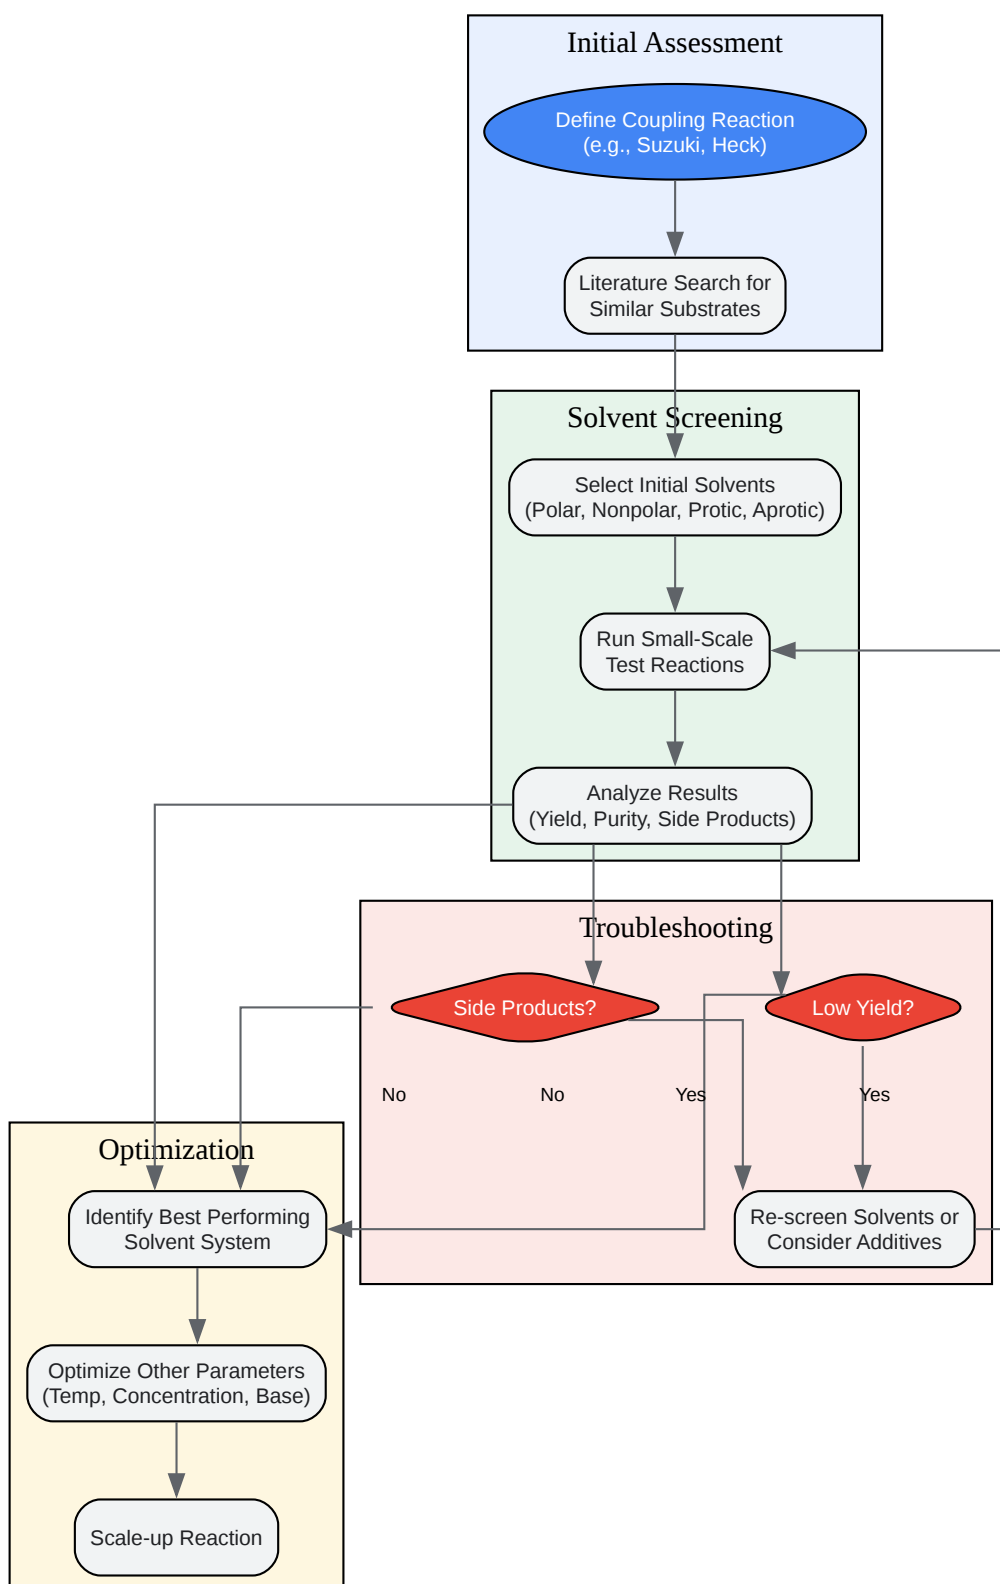 Initial Assessment
Define Coupling Reaction
(e.g., Suzuki, Heck)
Literature Search for
Similar Substrates
Solvent Screening
Select Initial Solvents
(Polar, Nonpolar, Protic, Aprotic)
Run Small-Scale
Test Reactions
Analyze Results
(Yield, Purity, Side Products)
Troubleshooting
Side Products?
Low Yield?
No
No
Yes
Yes
Optimization
Identify Best Performing
Solvent System
Re-screen Solvents or
Consider Additives
Optimize Other Parameters
(Temp, Concentration, Base)
Scale-up Reaction